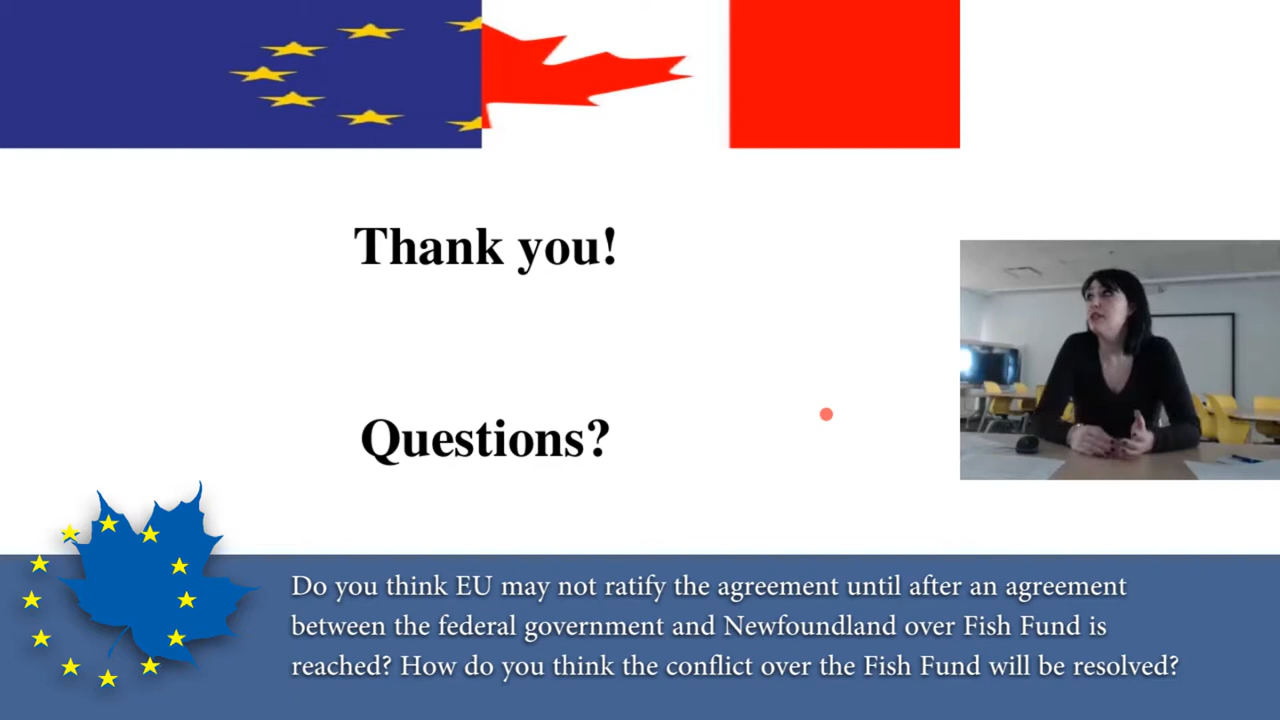 Thank you!
Questions?
Do you think EU may not ratify the agreement until after an agreement
between the federal government and Newfoundland over Fish Fund is
reached? How do you think the conflict over the Fish Fund will be resolved?